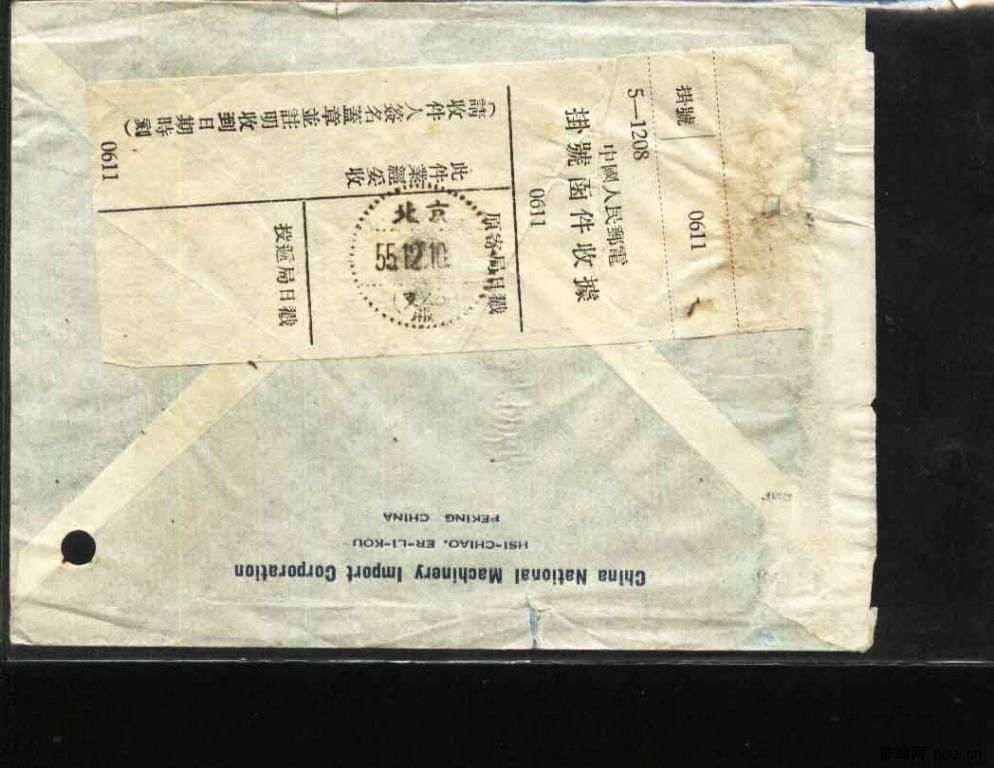 掛號
0611
5—1208
中國人民郵電
掛號函件收據
0611
原寄局日戳
北京
55.12.10
投遞局日戳
此件業經妥收
（請收件人簽名蓋章並註明收到日期時刻）
0611
China National Machinery Import Corporation
HSI-CHIAO, ER-LI-KOU
PEKING CHINA
普邮网 puu.cn